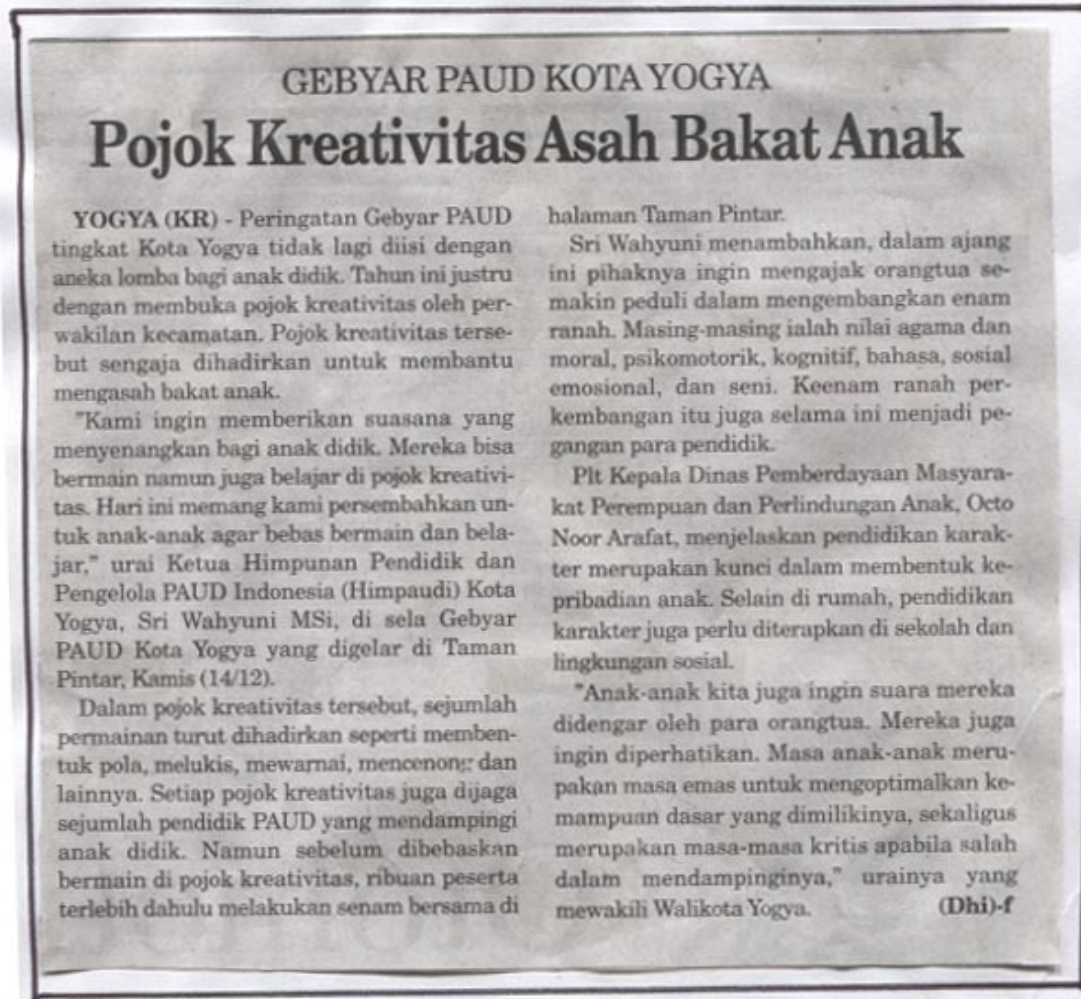 GEBYAR PAUD KOTA YOGYA
Pojok Kreativitas Asah Bakat Anak
YOGYA (KR) - Peringatan Gebyar PAUD
tingkat Kota Yogya tidak lagi diisi dengan
aneka lomba bagi anak didik. Tahun ini justru
dengan membuka pojok kreativitas oleh per-
wakilan kecamatan. Pojok kreativitas terse-
but sengaja dihadirkan untuk membantu
mengasah bakat anak.
"Kami ingin memberikan suasana yang
menyenangkan bagi anak didik. Mereka bisa
bermain namun juga belajar di pojok kreativi-
tas. Hari ini memang kami persembahkan un-
tuk anak-anak agar bebas bermain dan bela-
jar," urai Ketua Himpunan Pendidik dan
Pengelola PAUD Indonesia (Himpaudi) Kota
Yogya, Sri Wahyuni MSi, di sela Gebyar
PAUD Kota Yogya yang digelar di Taman
Pintar, Kamis (14/12).
Dalam pojok kreativitas tersebut, sejumlah
permainan turut dihadirkan seperti memben-
tuk pola, melukis, mewarnai, mencenong dan
lainnya. Setiap pojok kreativitas juga dijaga
sejumlah pendidik PAUD yang mendampingi
anak didik. Namun sebelum dibebaskan
bermain di pojok kreativitas, ribuan peserta
terlebih dahulu melakukan senam bersama di
halaman Taman Pintar.
Sri Wahyuni menambahkan, dalam ajang
ini pihaknya ingin mengajak orangtua se-
makin peduli dalam mengembangkan enam
ranah. Masing-masing ialah nilai agama dan
moral, psikomotorik, kognitif, bahasa, sosial
emosional, dan seni. Keenam ranah per-
kembangan itu juga selama ini menjadi pe-
gangan para pendidik.
Plt Kepala Dinas Pemberdayaan Masyara-
kat Perempuan dan Perlindungan Anak, Octo
Noor Arafat, menjelaskan pendidikan karak-
ter merupakan kunci dalam membentuk ke-
pribadian anak. Selain di rumah, pendidikan
karakter juga perlu diterapkan di sekolah dan
lingkungan sosial.
"Anak-anak kita juga ingin suara mereka
didengar oleh para orangtua. Mereka juga
ingin diperhatikan. Masa anak-anak meru-
pakan masa emas untuk mengoptimalkan ke-
mampuan dasar yang dimilikinya, sekaligus
merupakan masa-masa kritis apabila salah
dalam mendampinginya," urainya yang
mewakili Walikota Yogya. (Dhi)-f